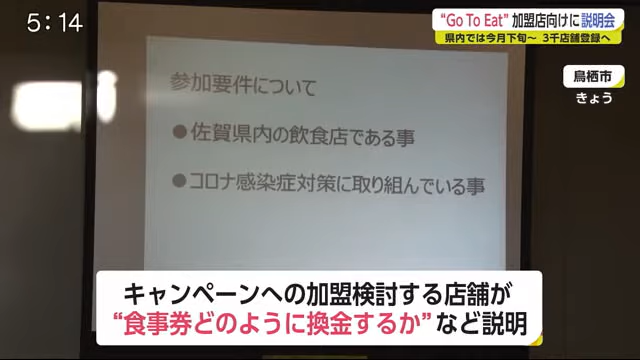 5:14
“Go To Eat”加盟店向けに説明会
県内では今月下旬～ 3千店舗登録へ
鳥栖市
きょう
参加要件について
●佐賀県内の飲食店である事
●コロナ感染症対策に取り組んでいる事
キャンペーンへの加盟検討する店舗が
“食事券どのように換金するか”など説明